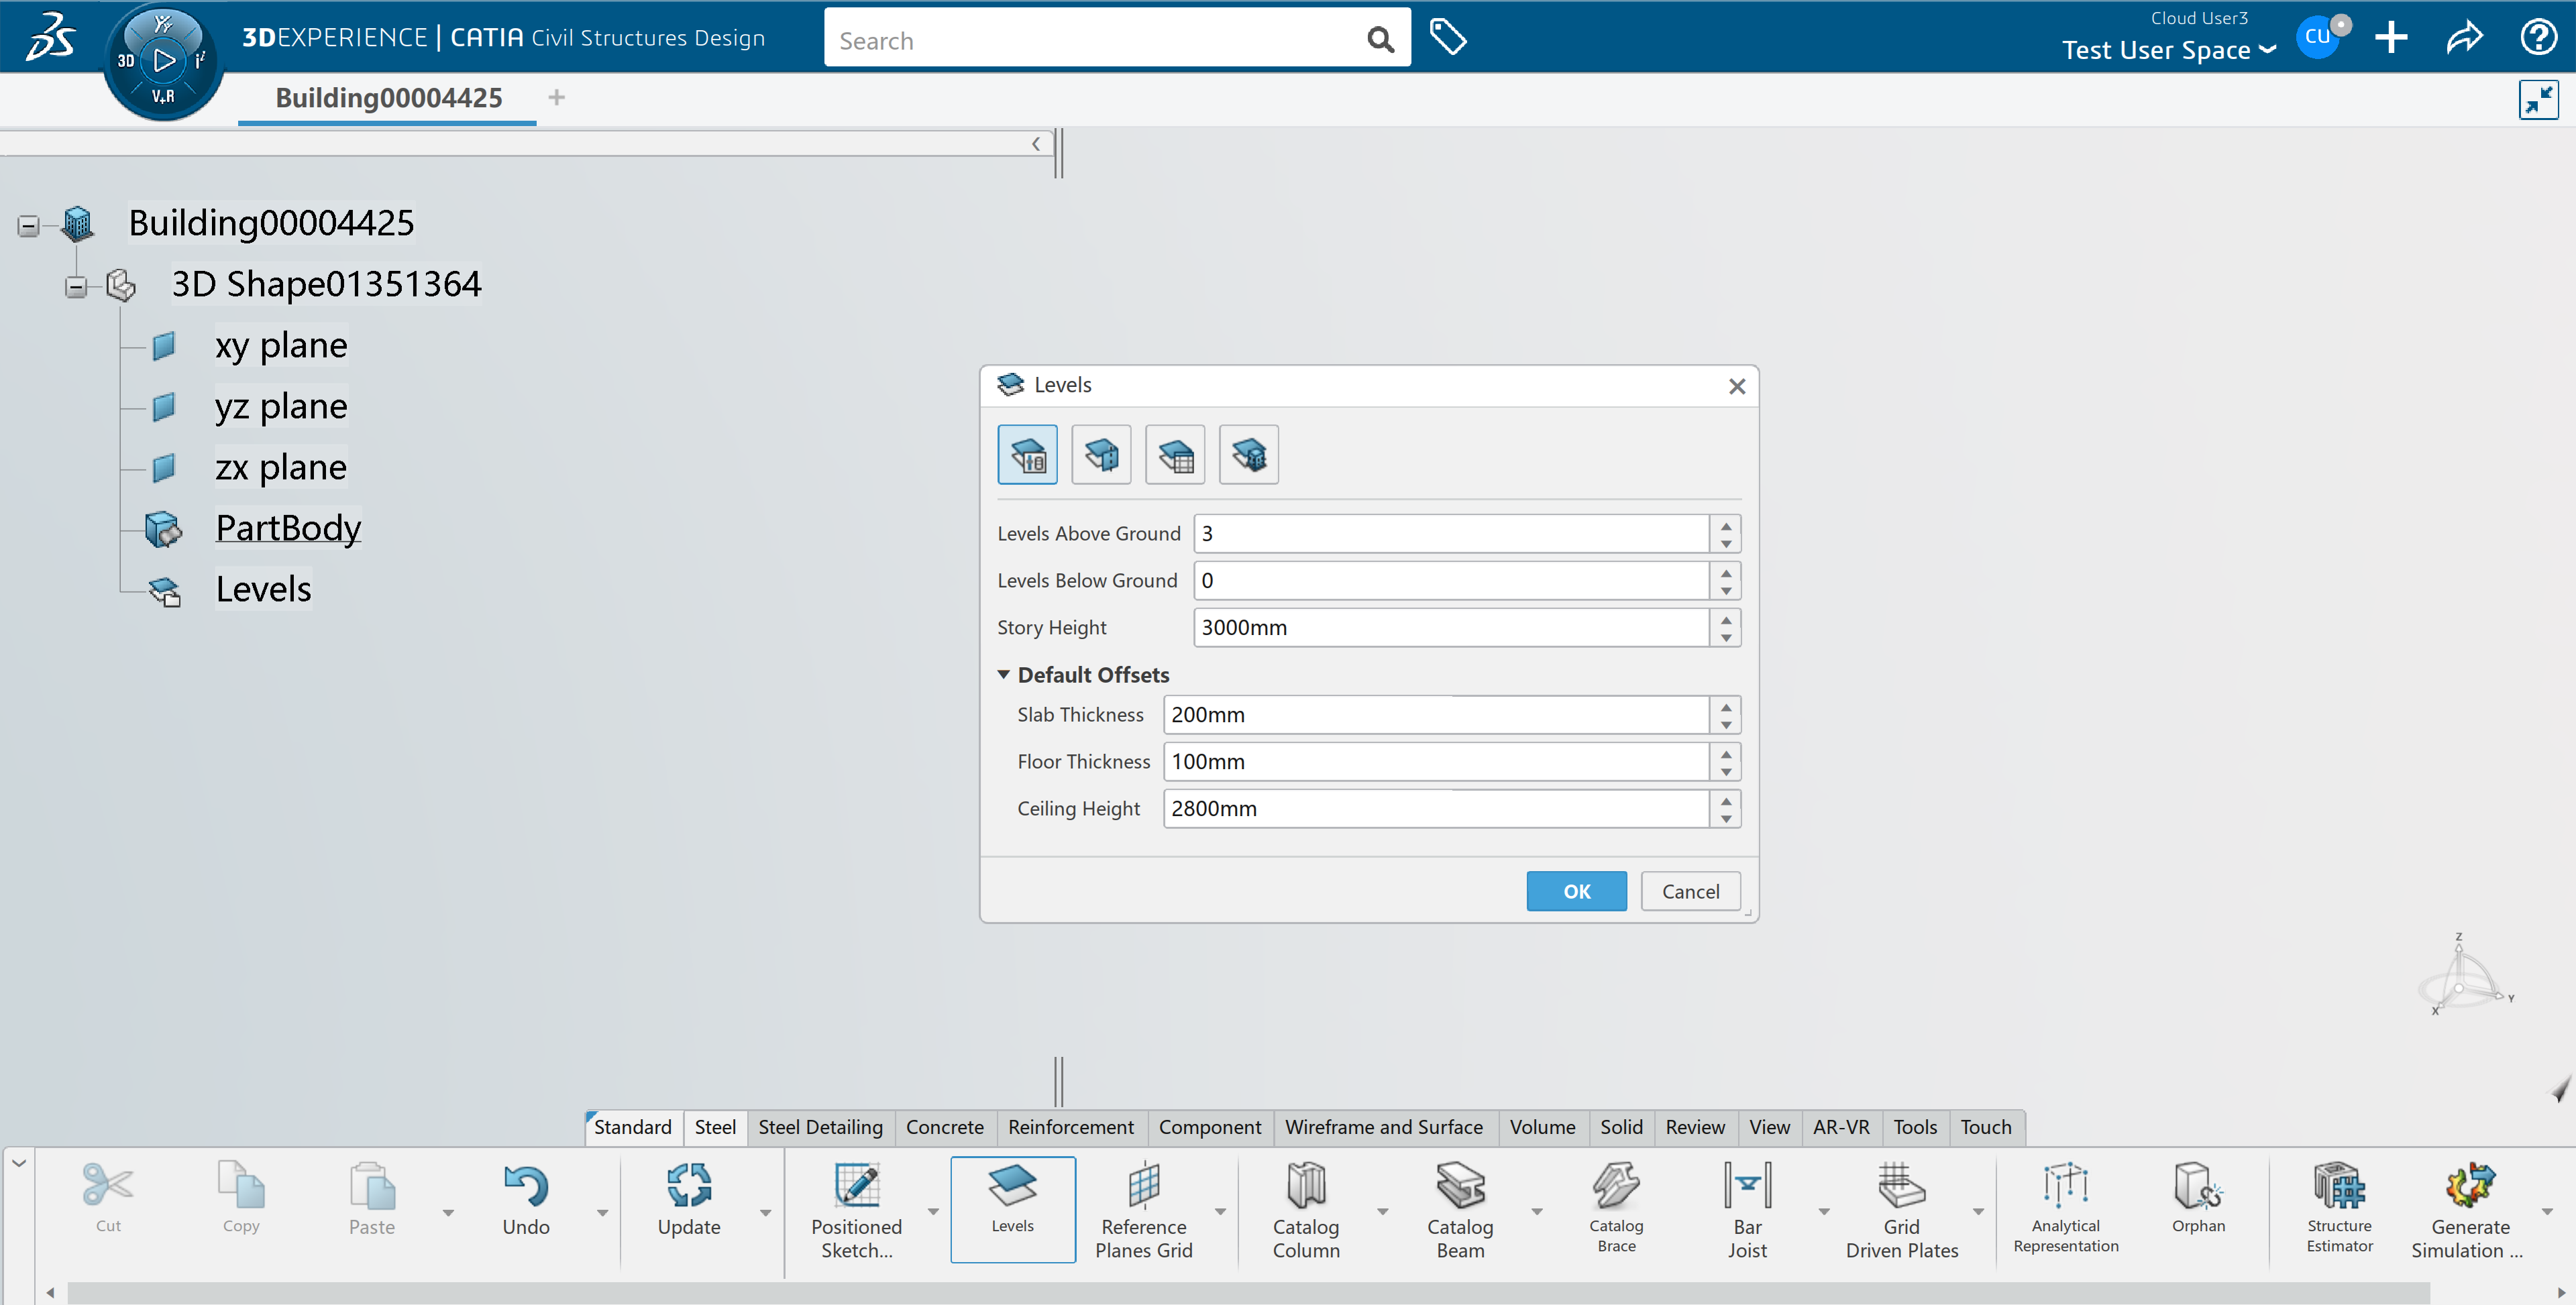 3DEXPERIENCE | CATIA Civil Structures Design
Search
Cloud User3
Test User Space
CU
3D
i²
V+R
Building00004425
Building00004425
3D Shape01351364
xy plane
yz plane
zx plane
PartBody
Levels
Levels
Levels Above Ground 3
Levels Below Ground 0
Story Height 3000mm
Default Offsets
Slab Thickness 200mm
Floor Thickness 100mm
Ceiling Height 2800mm
OK Cancel
Z
Y
X
Standard Steel Steel Detailing Concrete Reinforcement Component Wireframe and Surface Volume Solid Review View AR-VR Tools Touch
Cut
Copy
Paste
Undo
Update
Positioned
Sketch...
Levels
Reference
Planes Grid
Catalog
Column
Catalog
Beam
Catalog
Brace
Bar
Joist
Grid
Driven Plates
Analytical
Representation
Orphan
Structure
Estimator
Generate
Simulation ...